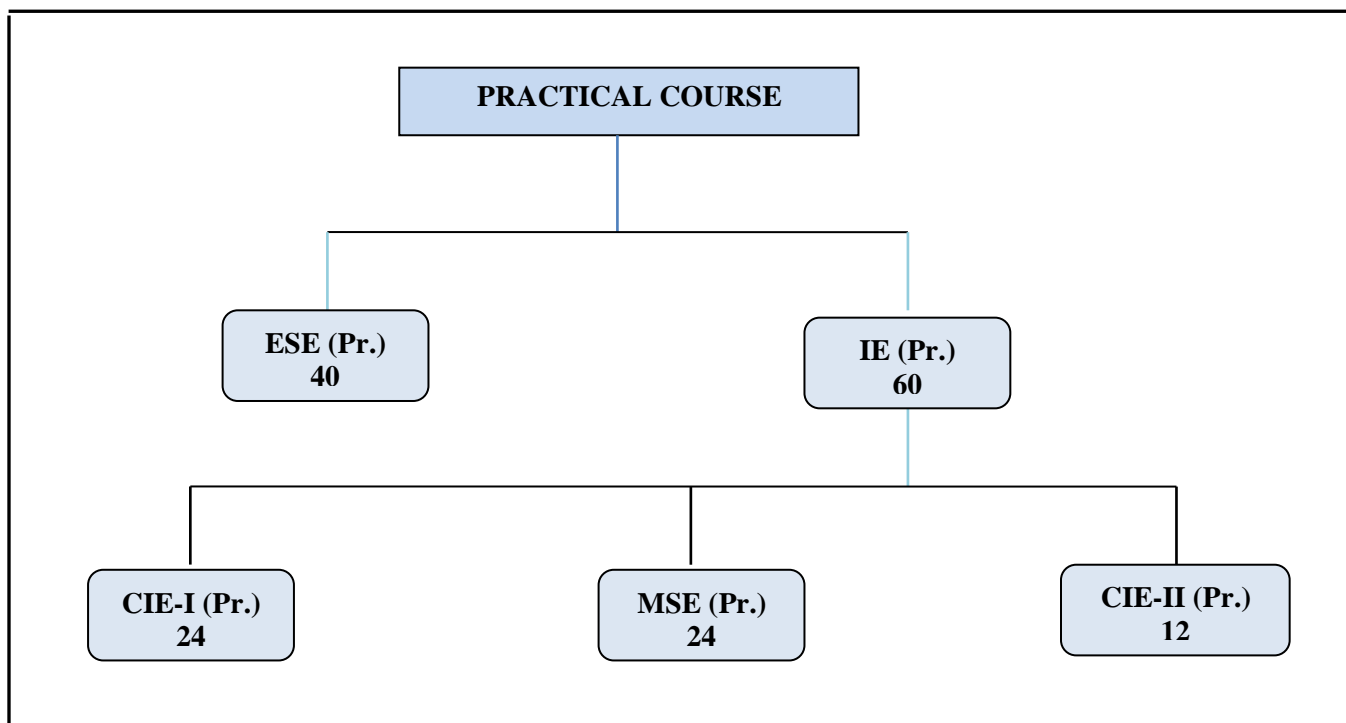 PRACTICAL COURSE
ESE (Pr.)
40
IE (Pr.)
60
CIE-I (Pr.)
24
MSE (Pr.)
24
CIE-II (Pr.)
12